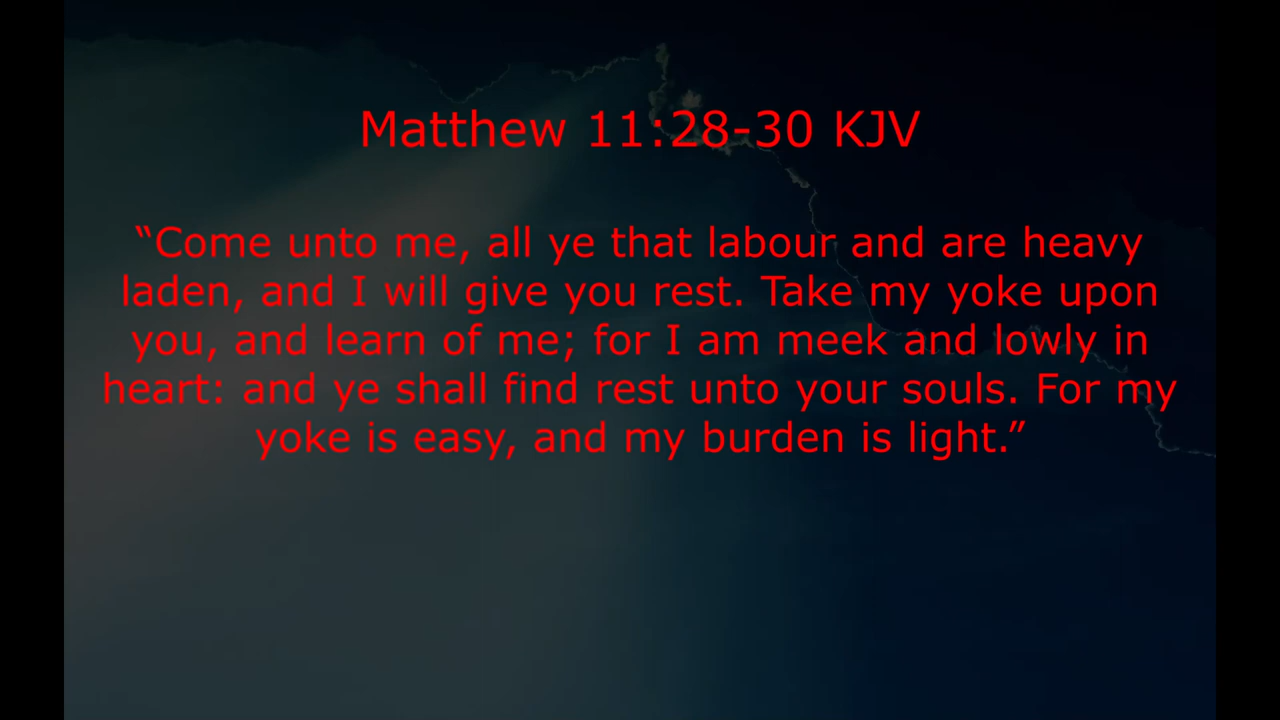 Matthew 11:28-30 KJV
“Come unto me, all ye that labour and are heavy
laden, and I will give you rest. Take my yoke upon
you, and learn of me; for I am meek and lowly in
heart: and ye shall find rest unto your souls. For my
yoke is easy, and my burden is light.”